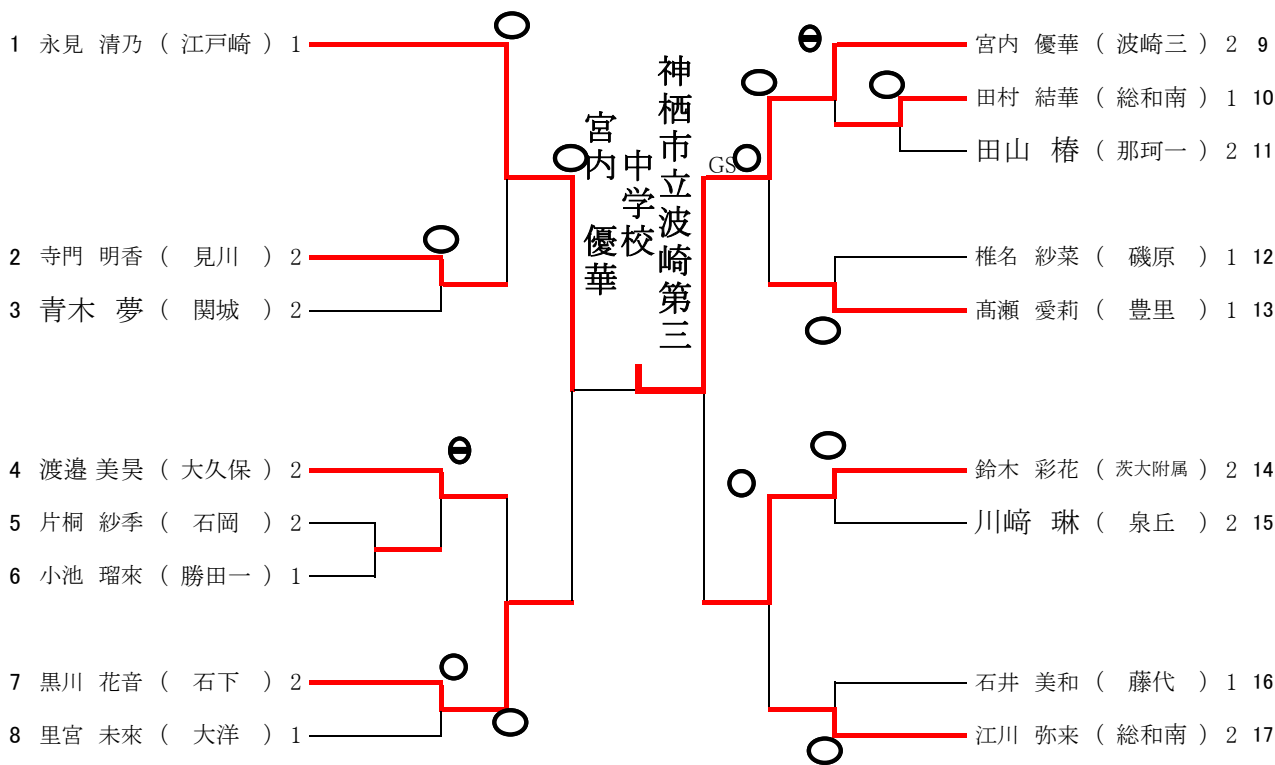 1 永見 清乃 ( 江戸崎 ) 1
2 寺門 明香 ( 見川 ) 2
3 青木 夢 ( 関城 ) 2
4 渡邉 美昊 ( 大久保 ) 2
5 片桐 紗季 ( 石岡 ) 2
6 小池 瑠來 ( 勝田一 ) 1
7 黒川 花音 ( 石下 ) 2
8 里宮 未來 ( 大洋 ) 1
神栖市立波崎第三
中学校
宮内 優華
GS
宮内 優華 ( 波崎三 ) 2 9
田村 結華 ( 総和南 ) 1 10
田山 椿 ( 那珂一 ) 2 11
椎名 紗菜 ( 磯原 ) 1 12
髙瀬 愛莉 ( 豊里 ) 1 13
鈴木 彩花 ( 茨大附属 ) 2 14
川﨑 琳 ( 泉丘 ) 2 15
石井 美和 ( 藤代 ) 1 16
江川 弥来 ( 総和南 ) 2 17